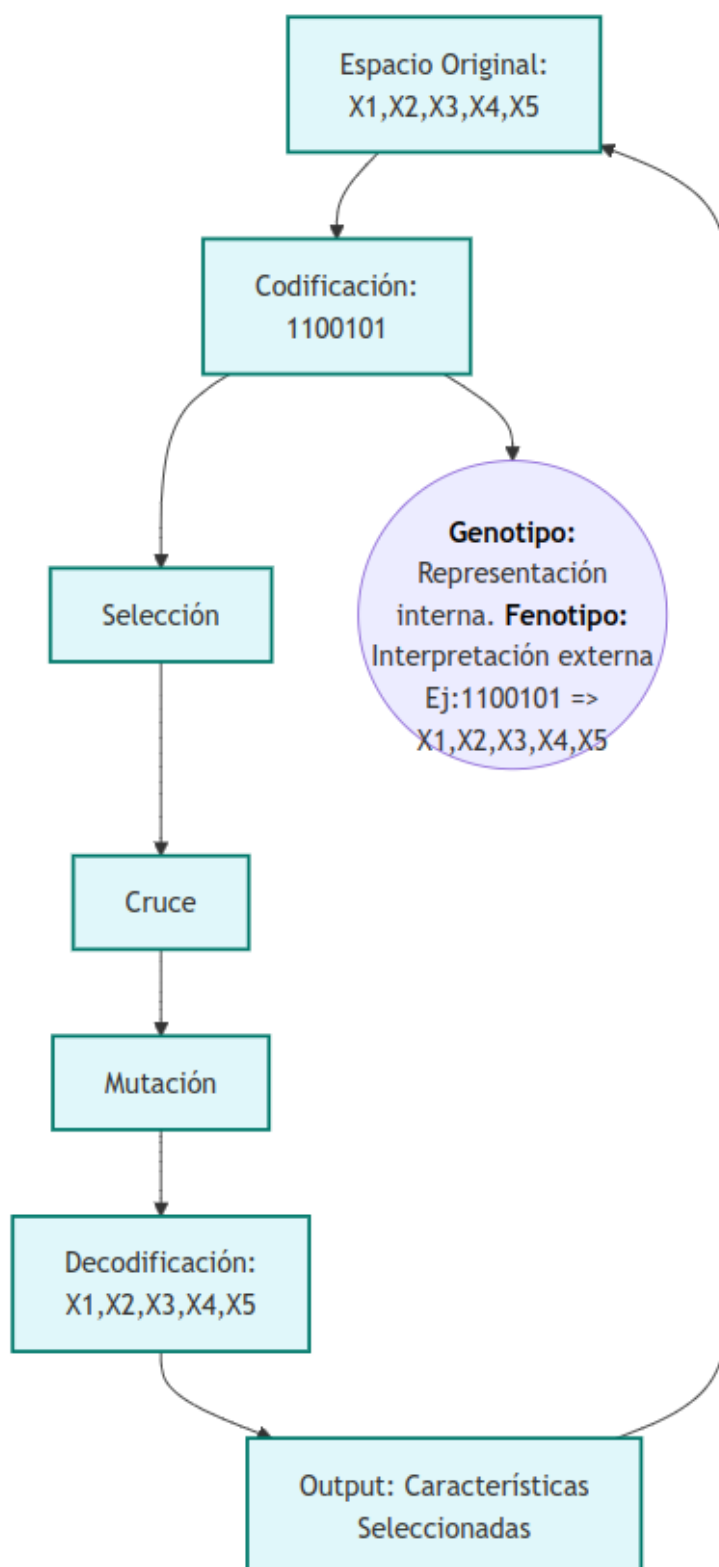 Espacio Original:
X1,X2,X3,X4,X5
Codificación:
1100101
Genotipo:
Representación
interna. Fenotipo:
Interpretación externa
Ej:1100101 =>
X1,X2,X3,X4,X5
Selección
Cruce
Mutación
Decodificación:
X1,X2,X3,X4,X5
Output: Características
Seleccionadas